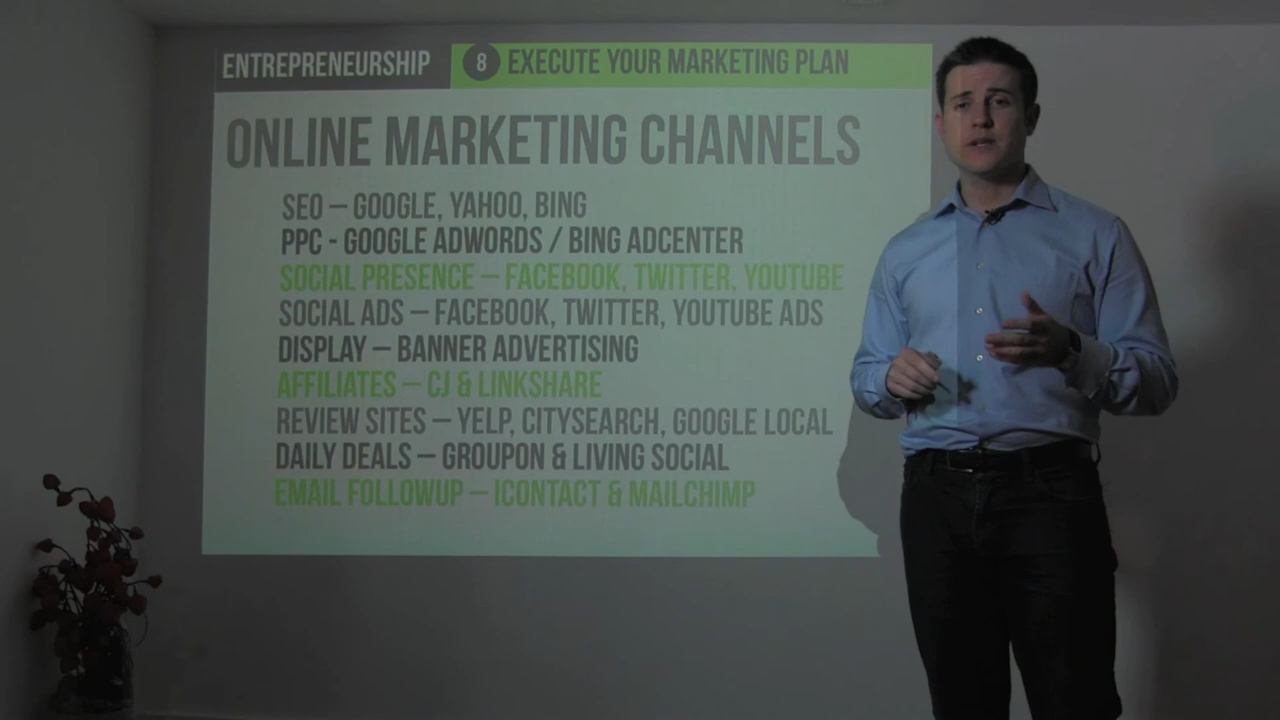 ENTREPRENEURSHIP
8 EXECUTE YOUR MARKETING PLAN
ONLINE MARKETING CHANNELS
SEO – GOOGLE, YAHOO, BING
PPC - GOOGLE ADWORDS / BING ADCENTER
SOCIAL PRESENCE – FACEBOOK, TWITTER, YOUTUBE
SOCIAL ADS – FACEBOOK, TWITTER, YOUTUBE ADS
DISPLAY – BANNER ADVERTISING
AFFILIATES – CJ & LINKSHARE
REVIEW SITES – YELP, CITYSEARCH, GOOGLE LOCAL
DAILY DEALS – GROUPON & LIVING SOCIAL
EMAIL FOLLOWUP – ICONTACT & MAILCHIMP